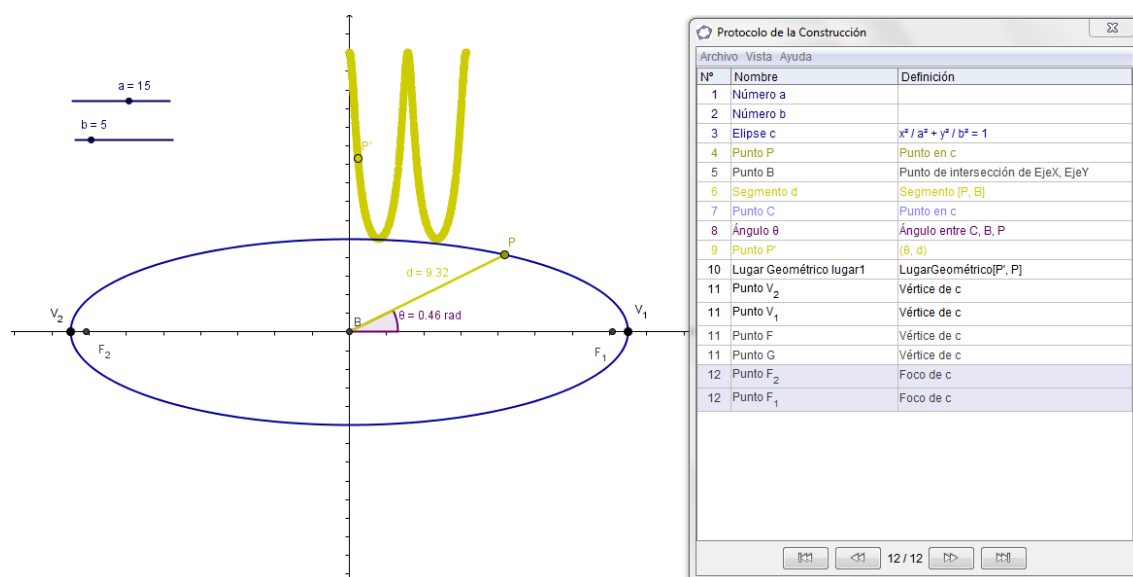 a = 15
b = 5
P'
P
d = 9.32
θ = 0.46 rad
B
V2
V1
F2
F1
Protocolo de la Construcción
Archivo Vista Ayuda
Nº Nombre Definición
1 Número a
2 Número b
3 Elipse c x² / a² + y² / b² = 1
4 Punto P Punto en c
5 Punto B Punto de intersección de EjeX, EjeY
6 Segmento d Segmento [P, B]
7 Punto C Punto en c
8 Ángulo θ Ángulo entre C, B, P
9 Punto P' (θ, d)
10 Lugar Geométrico lugar1 LugarGeométrico[P', P]
11 Punto V2 Vértice de c
11 Punto V1 Vértice de c
11 Punto F Vértice de c
11 Punto G Vértice de c
12 Punto F2 Foco de c
12 Punto F1 Foco de c
12 / 12